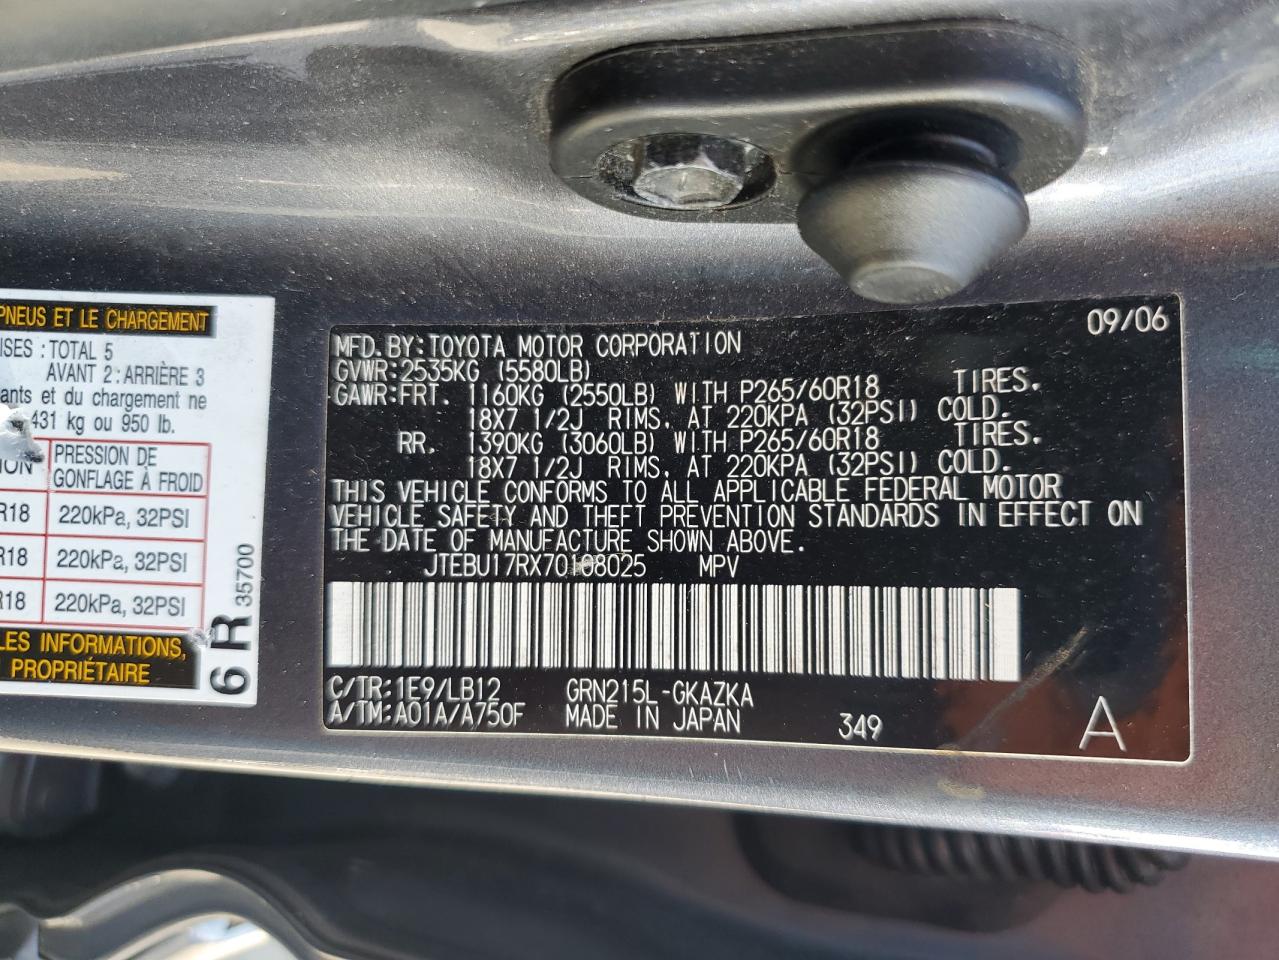 PNEUS ET LE CHARGEMENT
ISES : TOTAL 5
AVANT 2 : ARRIÈRE 3
ants et du chargement ne
431 kg ou 950 lb.
ION PRESSION DE
GONFLAGE À FROID
R18 220kPa, 32PSI
R18 220kPa, 32PSI
R18 220kPa, 32PSI
LES INFORMATIONS,
PROPRIÉTAIRE
6 R 35700
09/06
MFD. BY: TOYOTA MOTOR CORPORATION
GVWR: 2535KG (5580LB)
GAWR: FRT. 1160KG (2550LB) WITH P265/60R18 TIRES.
18X7 1/2J RIMS, AT 220KPA (32PSI) COLD.
RR. 1390KG (3060LB) WITH P265/60R18 TIRES.
18X7 1/2J RIMS, AT 220KPA (32PSI) COLD.
THIS VEHICLE CONFORMS TO ALL APPLICABLE FEDERAL MOTOR
VEHICLE SAFETY AND THEFT PREVENTION STANDARDS IN EFFECT ON
THE DATE OF MANUFACTURE SHOWN ABOVE.
JTEBU17RX70108025 MPV
C/TR: 1E9/LB12 GRN215L-GKAZKA
A/TM: A01A/A750F MADE IN JAPAN 349 A